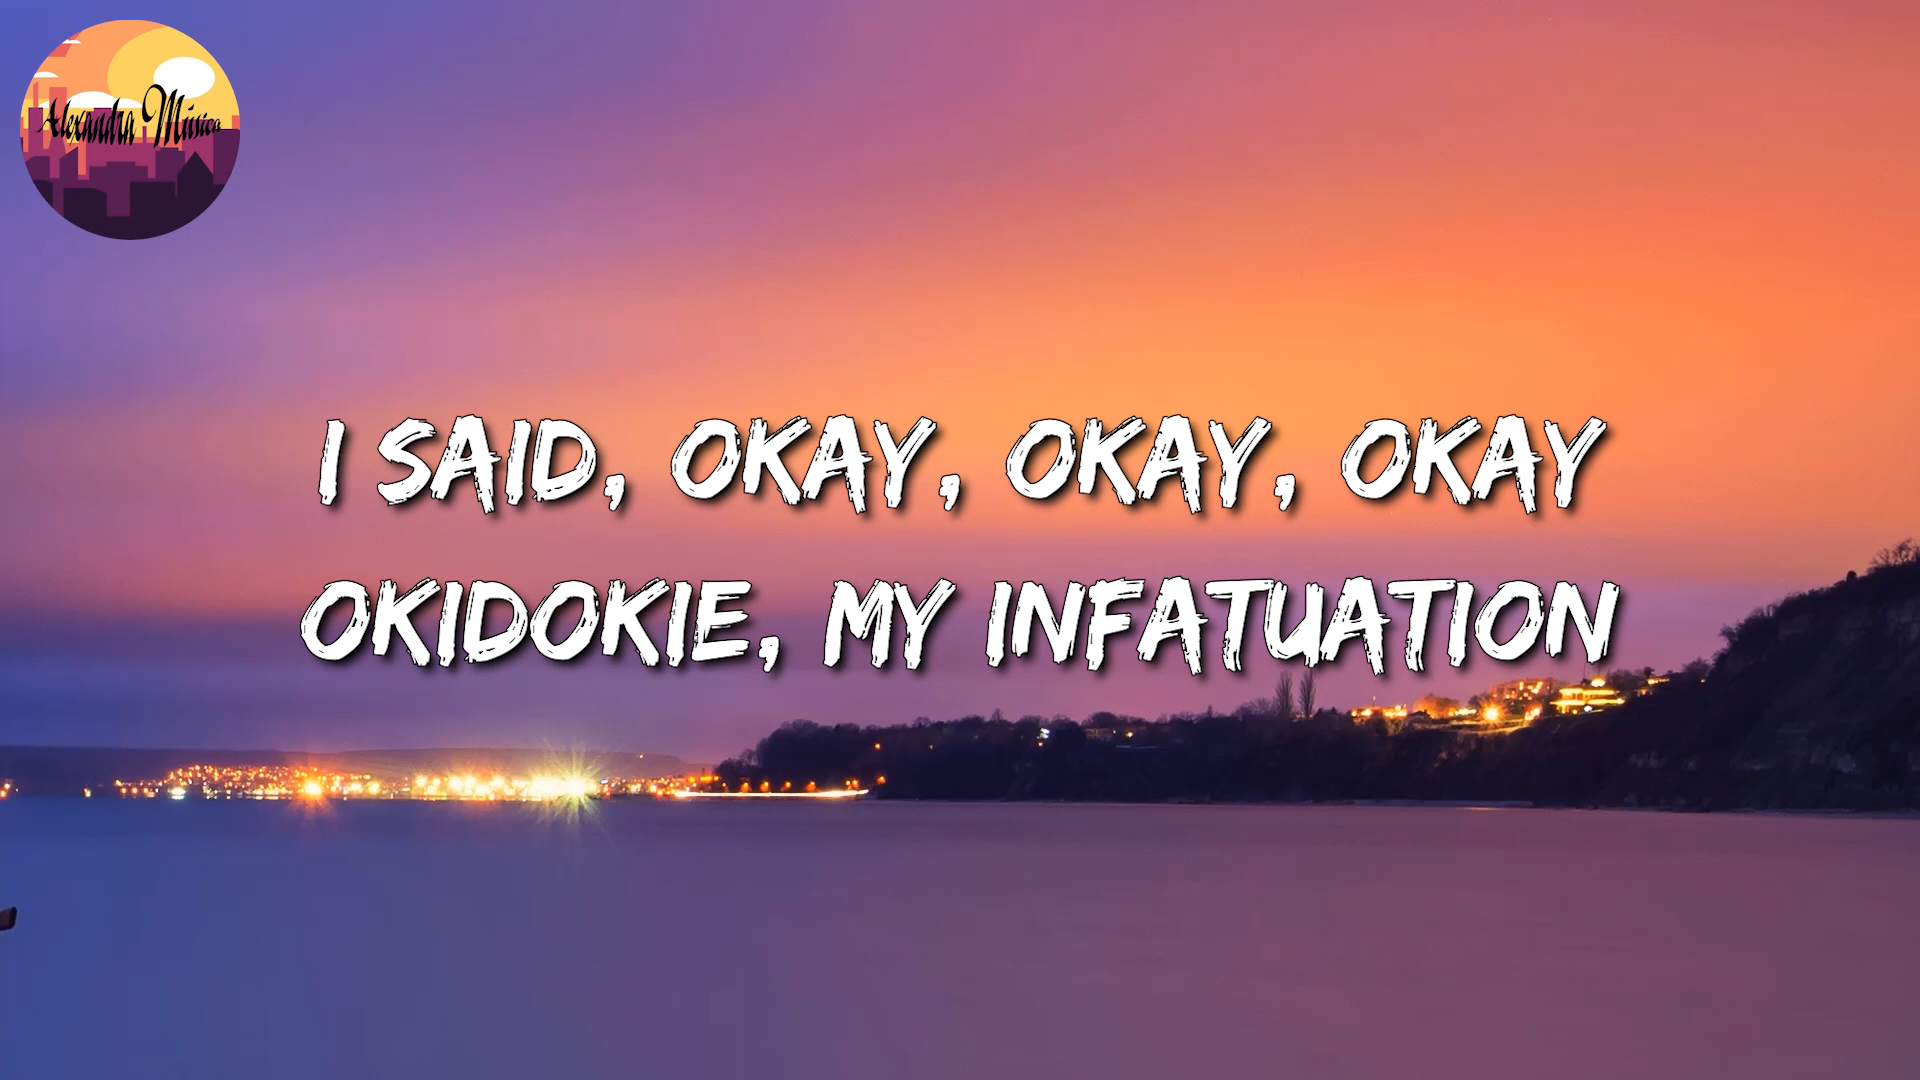 Alexandra Música
I SAID, OKAY, OKAY, OKAY
OKIDOKIE, MY INFATUATION